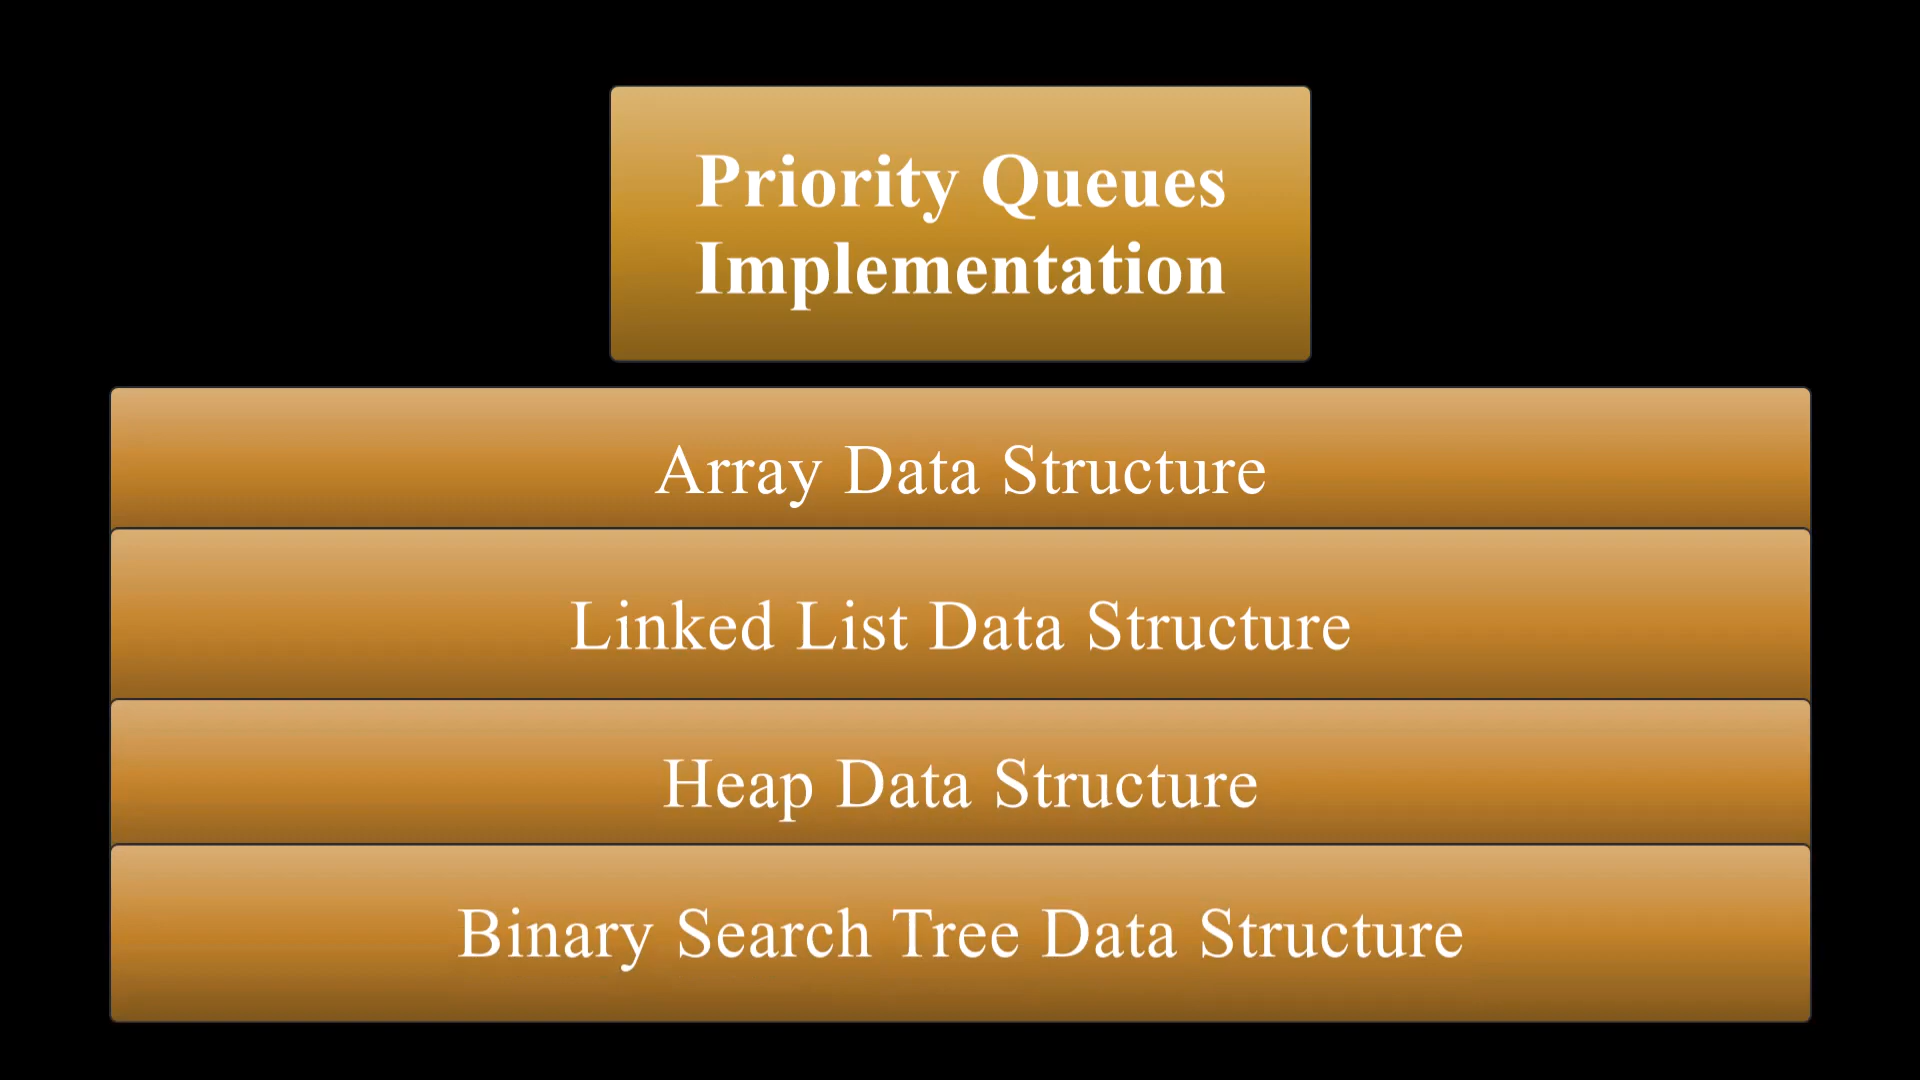 Priority Queues
Implementation
Array Data Structure
Linked List Data Structure
Heap Data Structure
Binary Search Tree Data Structure